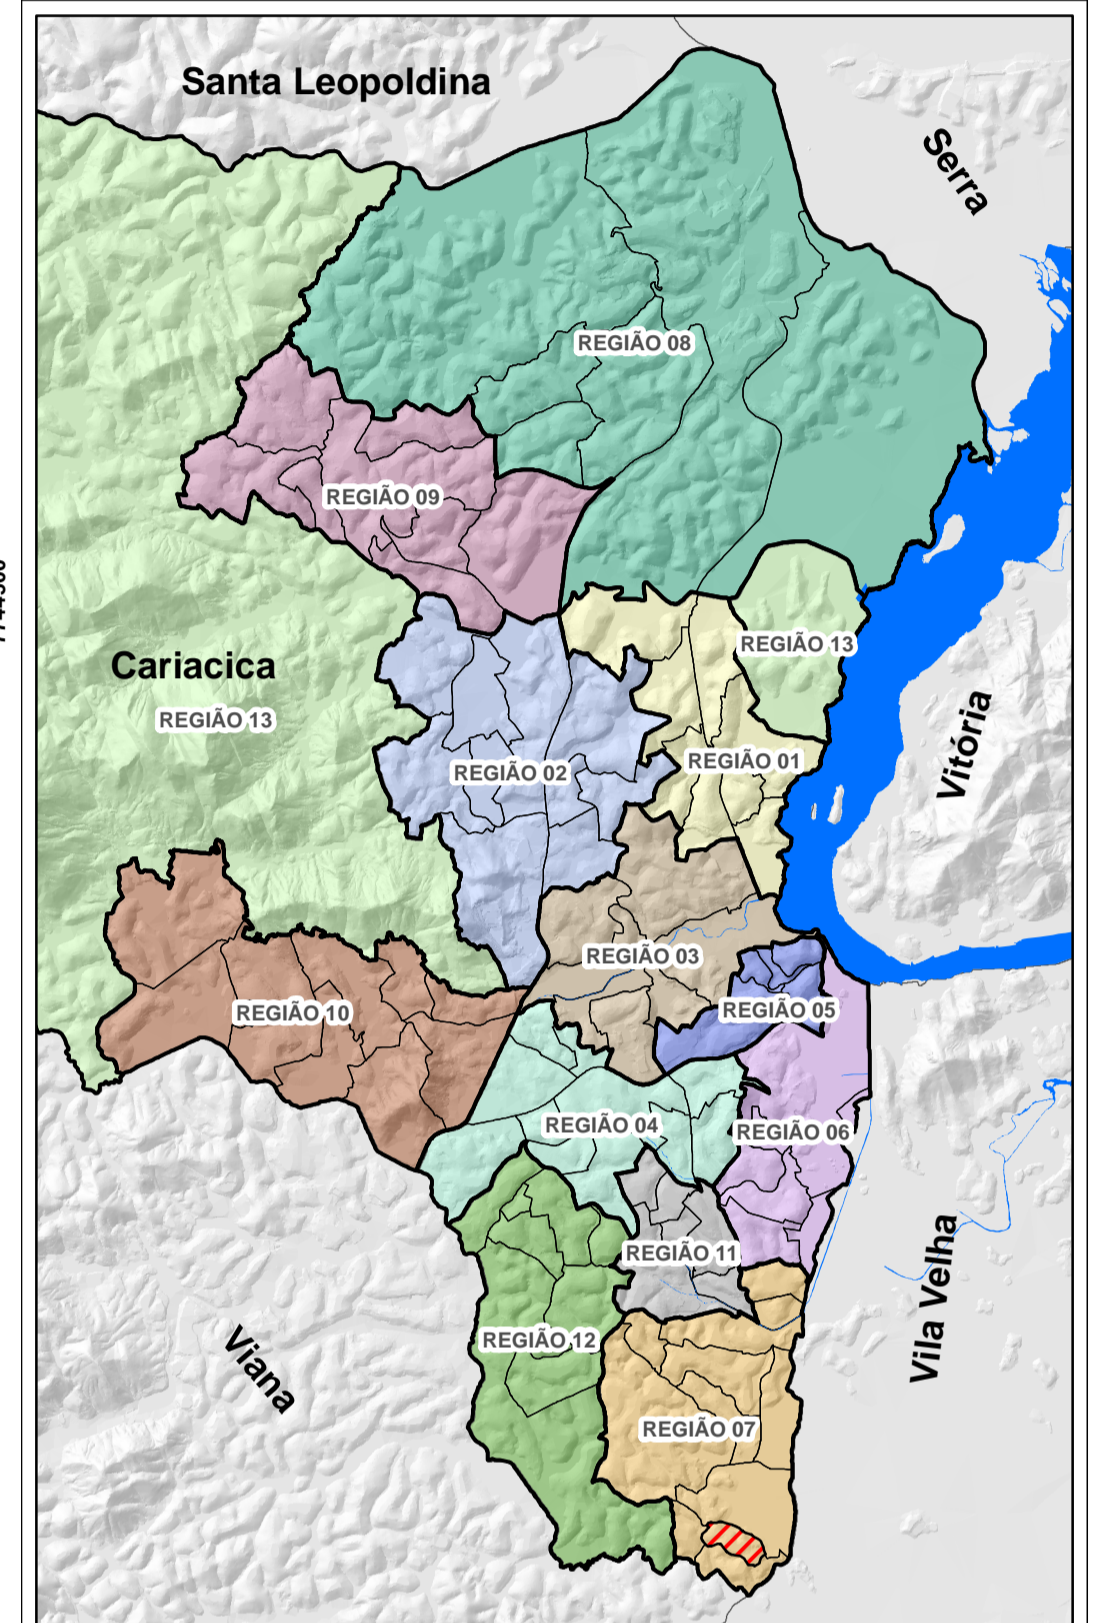 Santa Leopoldina
Serra
REGIÃO 08
REGIÃO 09
REGIÃO 13
Cariacica
REGIÃO 13
Vitória
REGIÃO 01
REGIÃO 02
REGIÃO 03
REGIÃO 05
REGIÃO 10
REGIÃO 04
REGIÃO 06
REGIÃO 11
Vila Velha
REGIÃO 12
Viana
REGIÃO 07